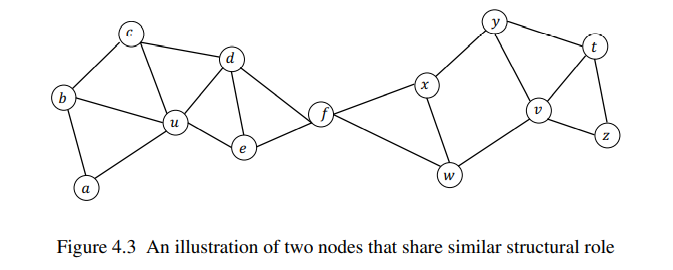 c
y
d
t
b
x
u
f
v
e
z
w
a
Figure 4.3 An illustration of two nodes that share similar structural role